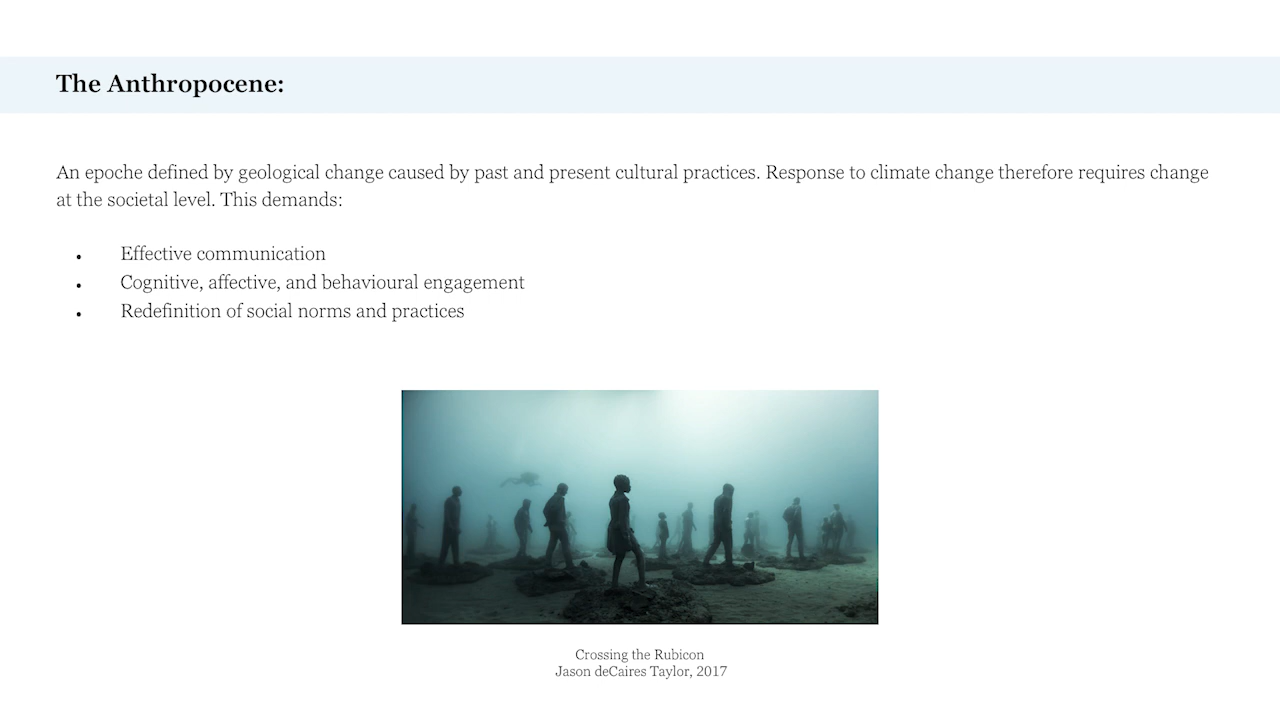 The Anthropocene:
An epoche defined by geological change caused by past and present cultural practices. Response to climate change therefore requires change
at the societal level. This demands:
• Effective communication
• Cognitive, affective, and behavioural engagement
• Redefinition of social norms and practices
Crossing the Rubicon
Jason deCaires Taylor, 2017